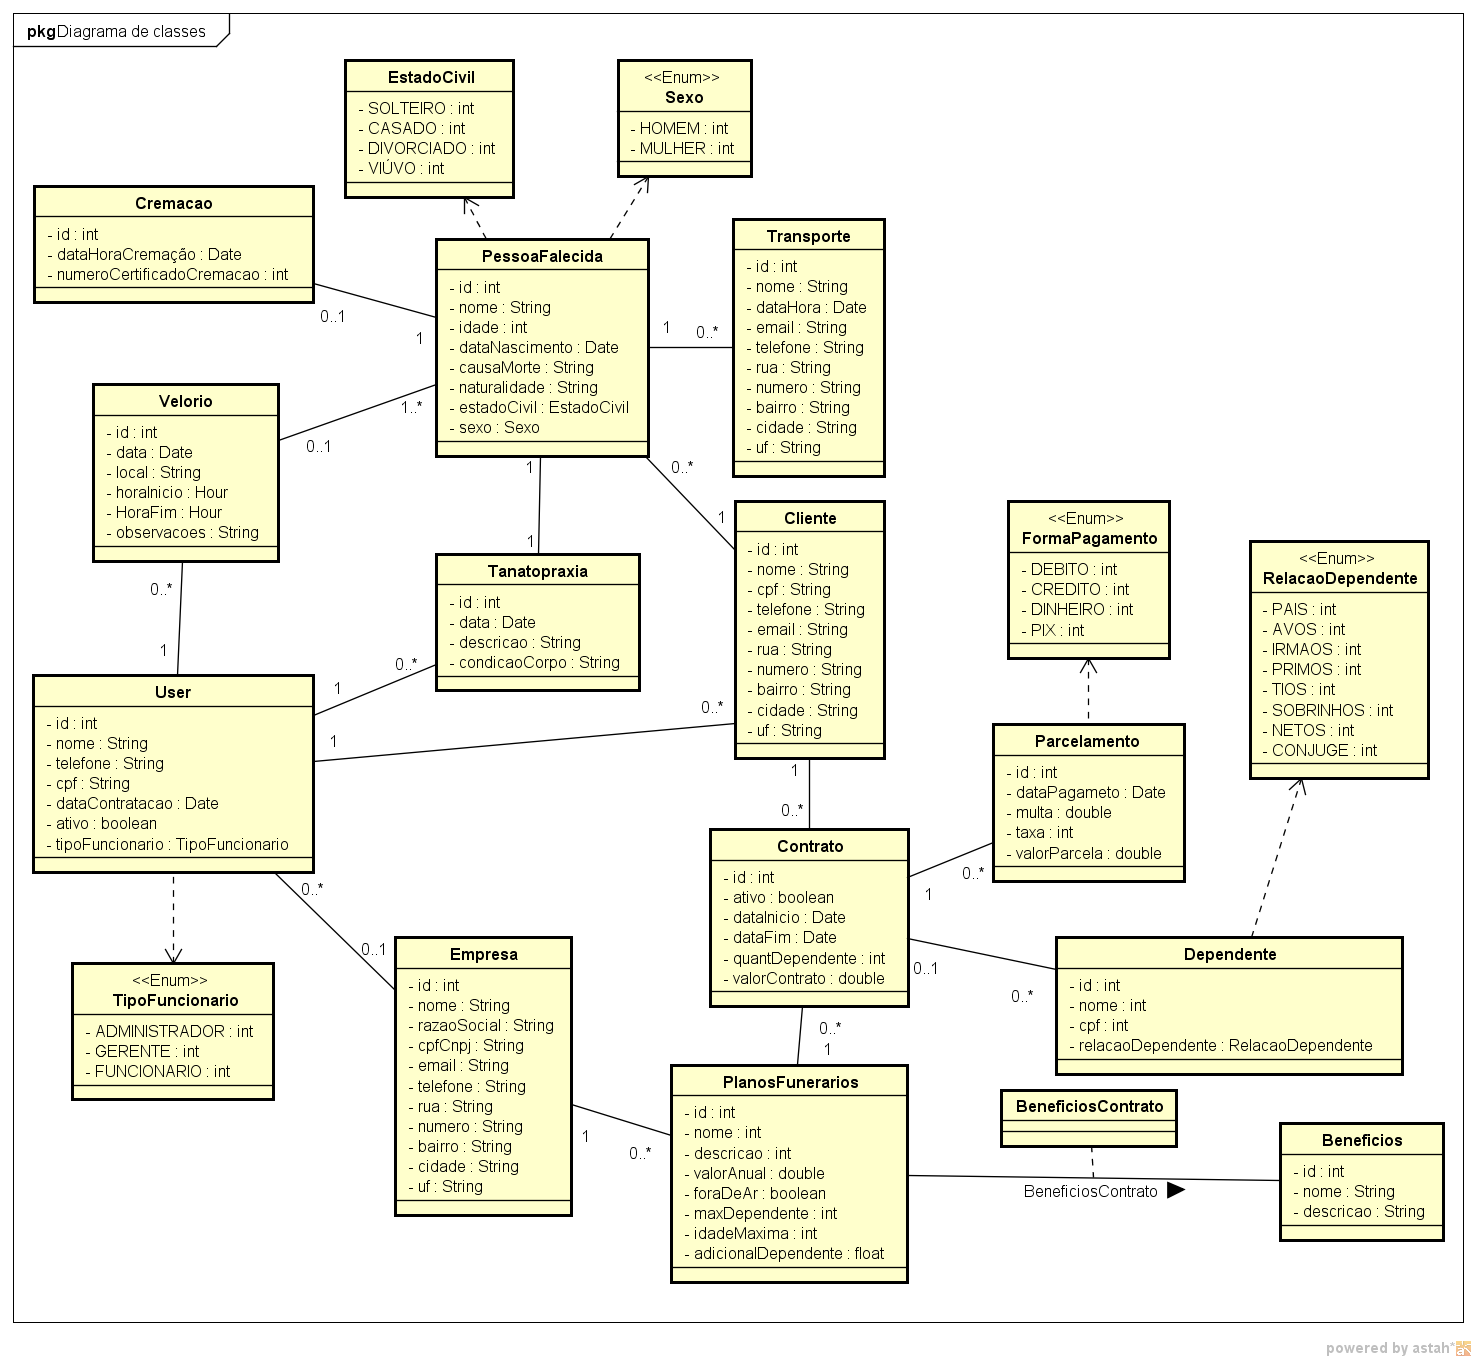 pkg Diagrama de classes
EstadoCivil
- SOLTEIRO : int
- CASADO : int
- DIVORCIADO : int
- VIÚVO : int
<<Enum>>
Sexo
- HOMEM : int
- MULHER : int
Cremacao
- id : int
- dataHoraCremação : Date
- numeroCertificadoCremacao : int
PessoaFalecida
- id : int
- nome : String
- idade : int
- dataNascimento : Date
- causaMorte : String
- naturalidade : String
- estadoCivil : EstadoCivil
- sexo : Sexo
Transporte
- id : int
- nome : String
- dataHora : Date
- email : String
- telefone : String
- rua : String
- numero : String
- bairro : String
- cidade : String
- uf : String
0..1
1
1
0..*
Velorio
- id : int
- data : Date
- local : String
- horaInicio : Hour
- HoraFim : Hour
- observacoes : String
1..*
0..1
1
1
0..*
1
Tanatopraxia
- id : int
- data : Date
- descricao : String
- condicaoCorpo : String
Cliente
- id : int
- nome : String
- cpf : String
- telefone : String
- email : String
- rua : String
- numero : String
- bairro : String
- cidade : String
- uf : String
<<Enum>>
FormaPagamento
- DEBITO : int
- CREDITO : int
- DINHEIRO : int
- PIX : int
<<Enum>>
RelacaoDependente
- PAIS : int
- AVOS : int
- IRMAOS : int
- PRIMOS : int
- TIOS : int
- SOBRINHOS : int
- NETOS : int
- CONJUGE : int
0..*
1
0..*
1
0..*
1
User
- id : int
- nome : String
- telefone : String
- cpf : String
- dataContratacao : Date
- ativo : boolean
- tipoFuncionario : TipoFuncionario
Parcelamento
- id : int
- dataPagameto : Date
- multa : double
- taxa : int
- valorParcela : double
1
0..*
Contrato
- id : int
- ativo : boolean
- dataInicio : Date
- dataFim : Date
- quantDependente : int
- valorContrato : double
0..*
1
0..*
0..1
0..1
0..*
<<Enum>>
TipoFuncionario
- ADMINISTRADOR : int
- GERENTE : int
- FUNCIONARIO : int
Empresa
- id : int
- nome : String
- razaoSocial : String
- cpfCnpj : String
- email : String
- telefone : String
- rua : String
- numero : String
- bairro : String
- cidade : String
- uf : String
Dependente
- id : int
- nome : int
- cpf : int
- relacaoDependente : RelacaoDependente
0..*
1
PlanosFunerarios
- id : int
- nome : int
- descricao : int
- valorAnual : double
- foraDeAr : boolean
- maxDependente : int
- idadeMaxima : int
- adicionalDependente : float
1
0..*
BeneficiosContrato
BeneficiosContrato
Beneficios
- id : int
- nome : String
- descricao : String
powered by astah*